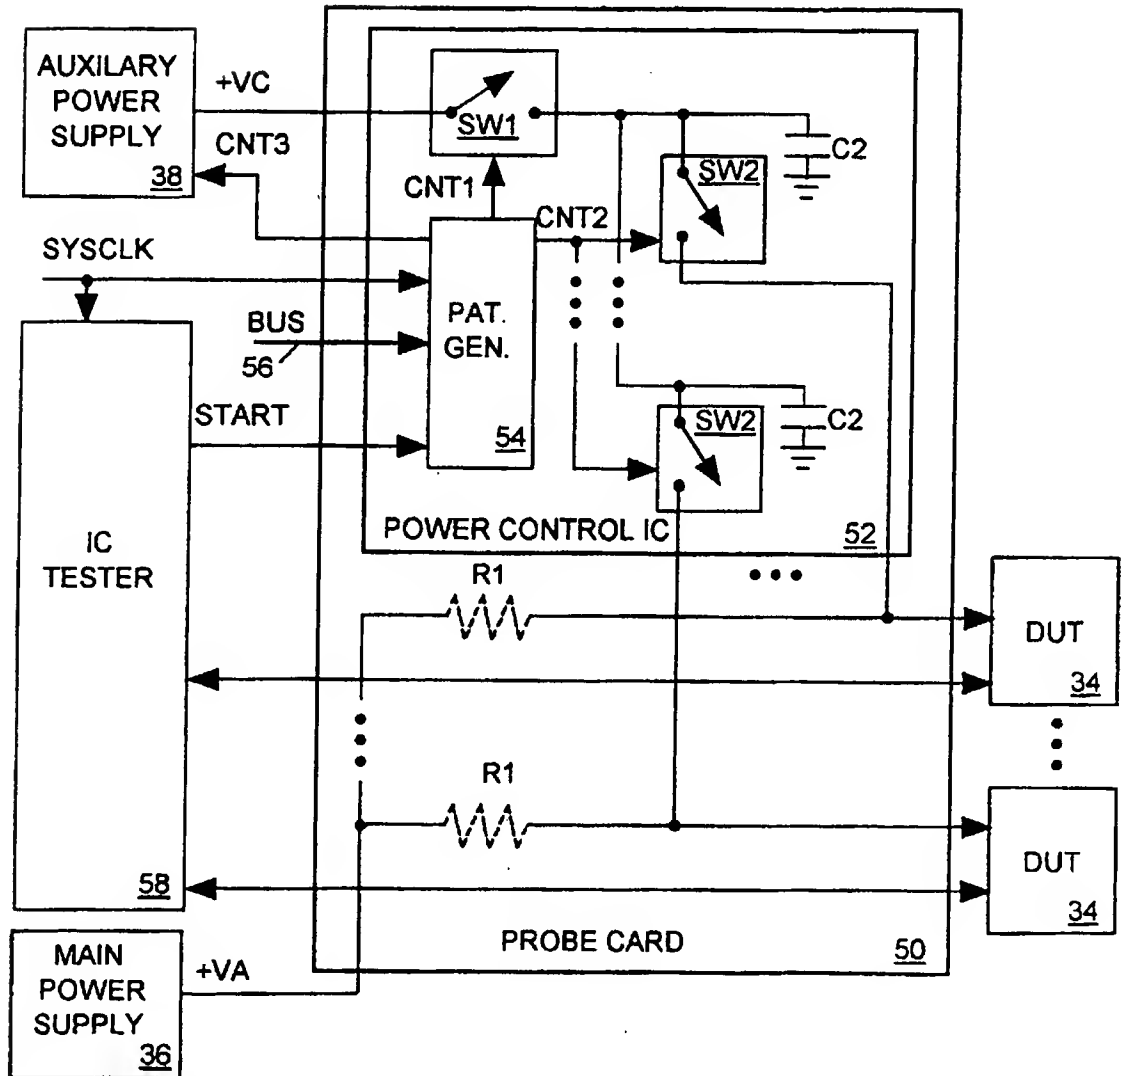 AUXILARY
POWER
SUPPLY
38
+VC
CNT3
SW1
CNT1
C2
SW2
CNT2
SYSCLK
BUS
56
PAT.
GEN.
54
START
SW2
C2
POWER CONTROL IC
52
IC
TESTER
58
R1
DUT
34
R1
DUT
34
PROBE CARD
50
MAIN
POWER
SUPPLY
36
+VA